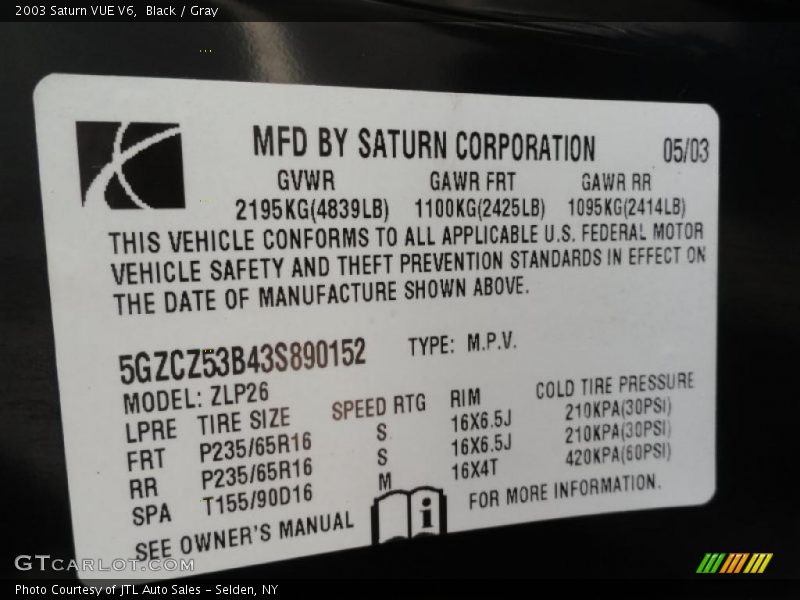 2003 Saturn VUE V6,  Black / Gray
MFD BY SATURN CORPORATION 05/03
GVWR GAWR FRT GAWR RR
2195KG(4839LB) 1100KG(2425LB) 1095KG(2414LB)
THIS VEHICLE CONFORMS TO ALL APPLICABLE U.S. FEDERAL MOTOR
VEHICLE SAFETY AND THEFT PREVENTION STANDARDS IN EFFECT ON
THE DATE OF MANUFACTURE SHOWN ABOVE.
5GZCZ53B43S890152 TYPE: M.P.V.
MODEL: ZLP26
LPRE TIRE SIZE SPEED RTG RIM COLD TIRE PRESSURE
FRT P235/65R16 S 16X6.5J 210KPA(30PSI)
RR P235/65R16 S 16X6.5J 210KPA(30PSI)
SPA T155/90D16 M 16X4T 420KPA(60PSI)
SEE OWNER'S MANUAL i FOR MORE INFORMATION.
GTCARLOT.COM
Photo Courtesy of JTL Auto Sales - Selden, NY